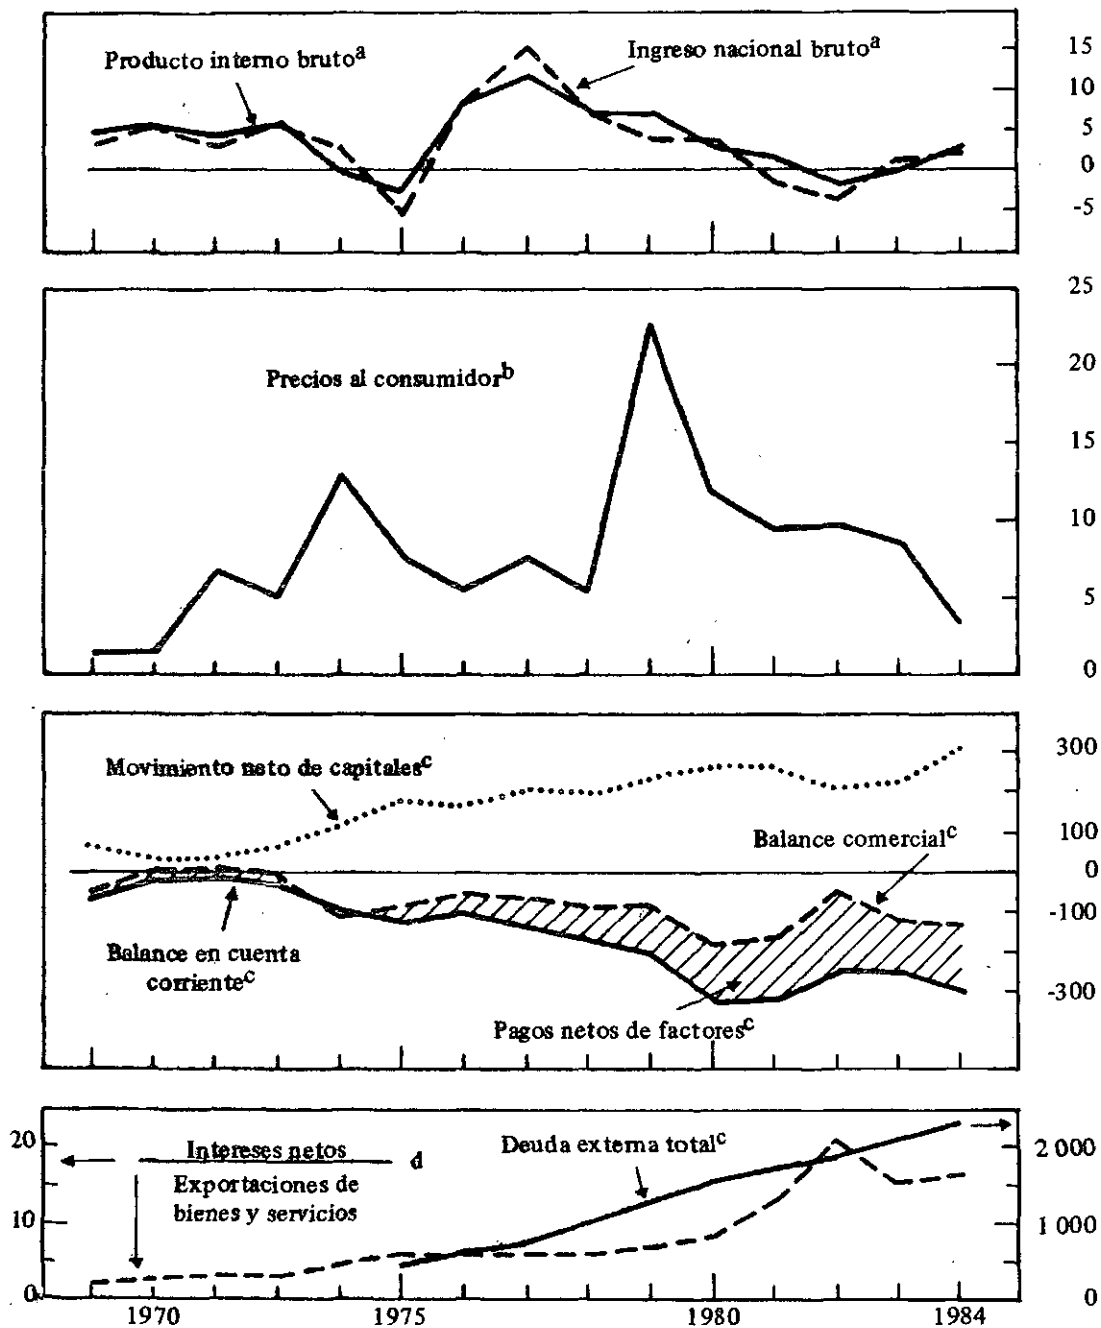 Producto interno bruto^a
Ingreso nacional bruto^a
15
10
5
0
-5
Precios al consumidor^b
25
20
15
10
5
0
Movimiento neto de capitales^c
Balance comercial^c
Balance en cuenta
corriente^c
Pagos netos de factores^c
300
100
0
-100
-300
20
10
0
Intereses netos
Exportaciones de
bienes y servicios
d
Deuda externa total^c
2 000
1 000
0
1970
1975
1980
1984